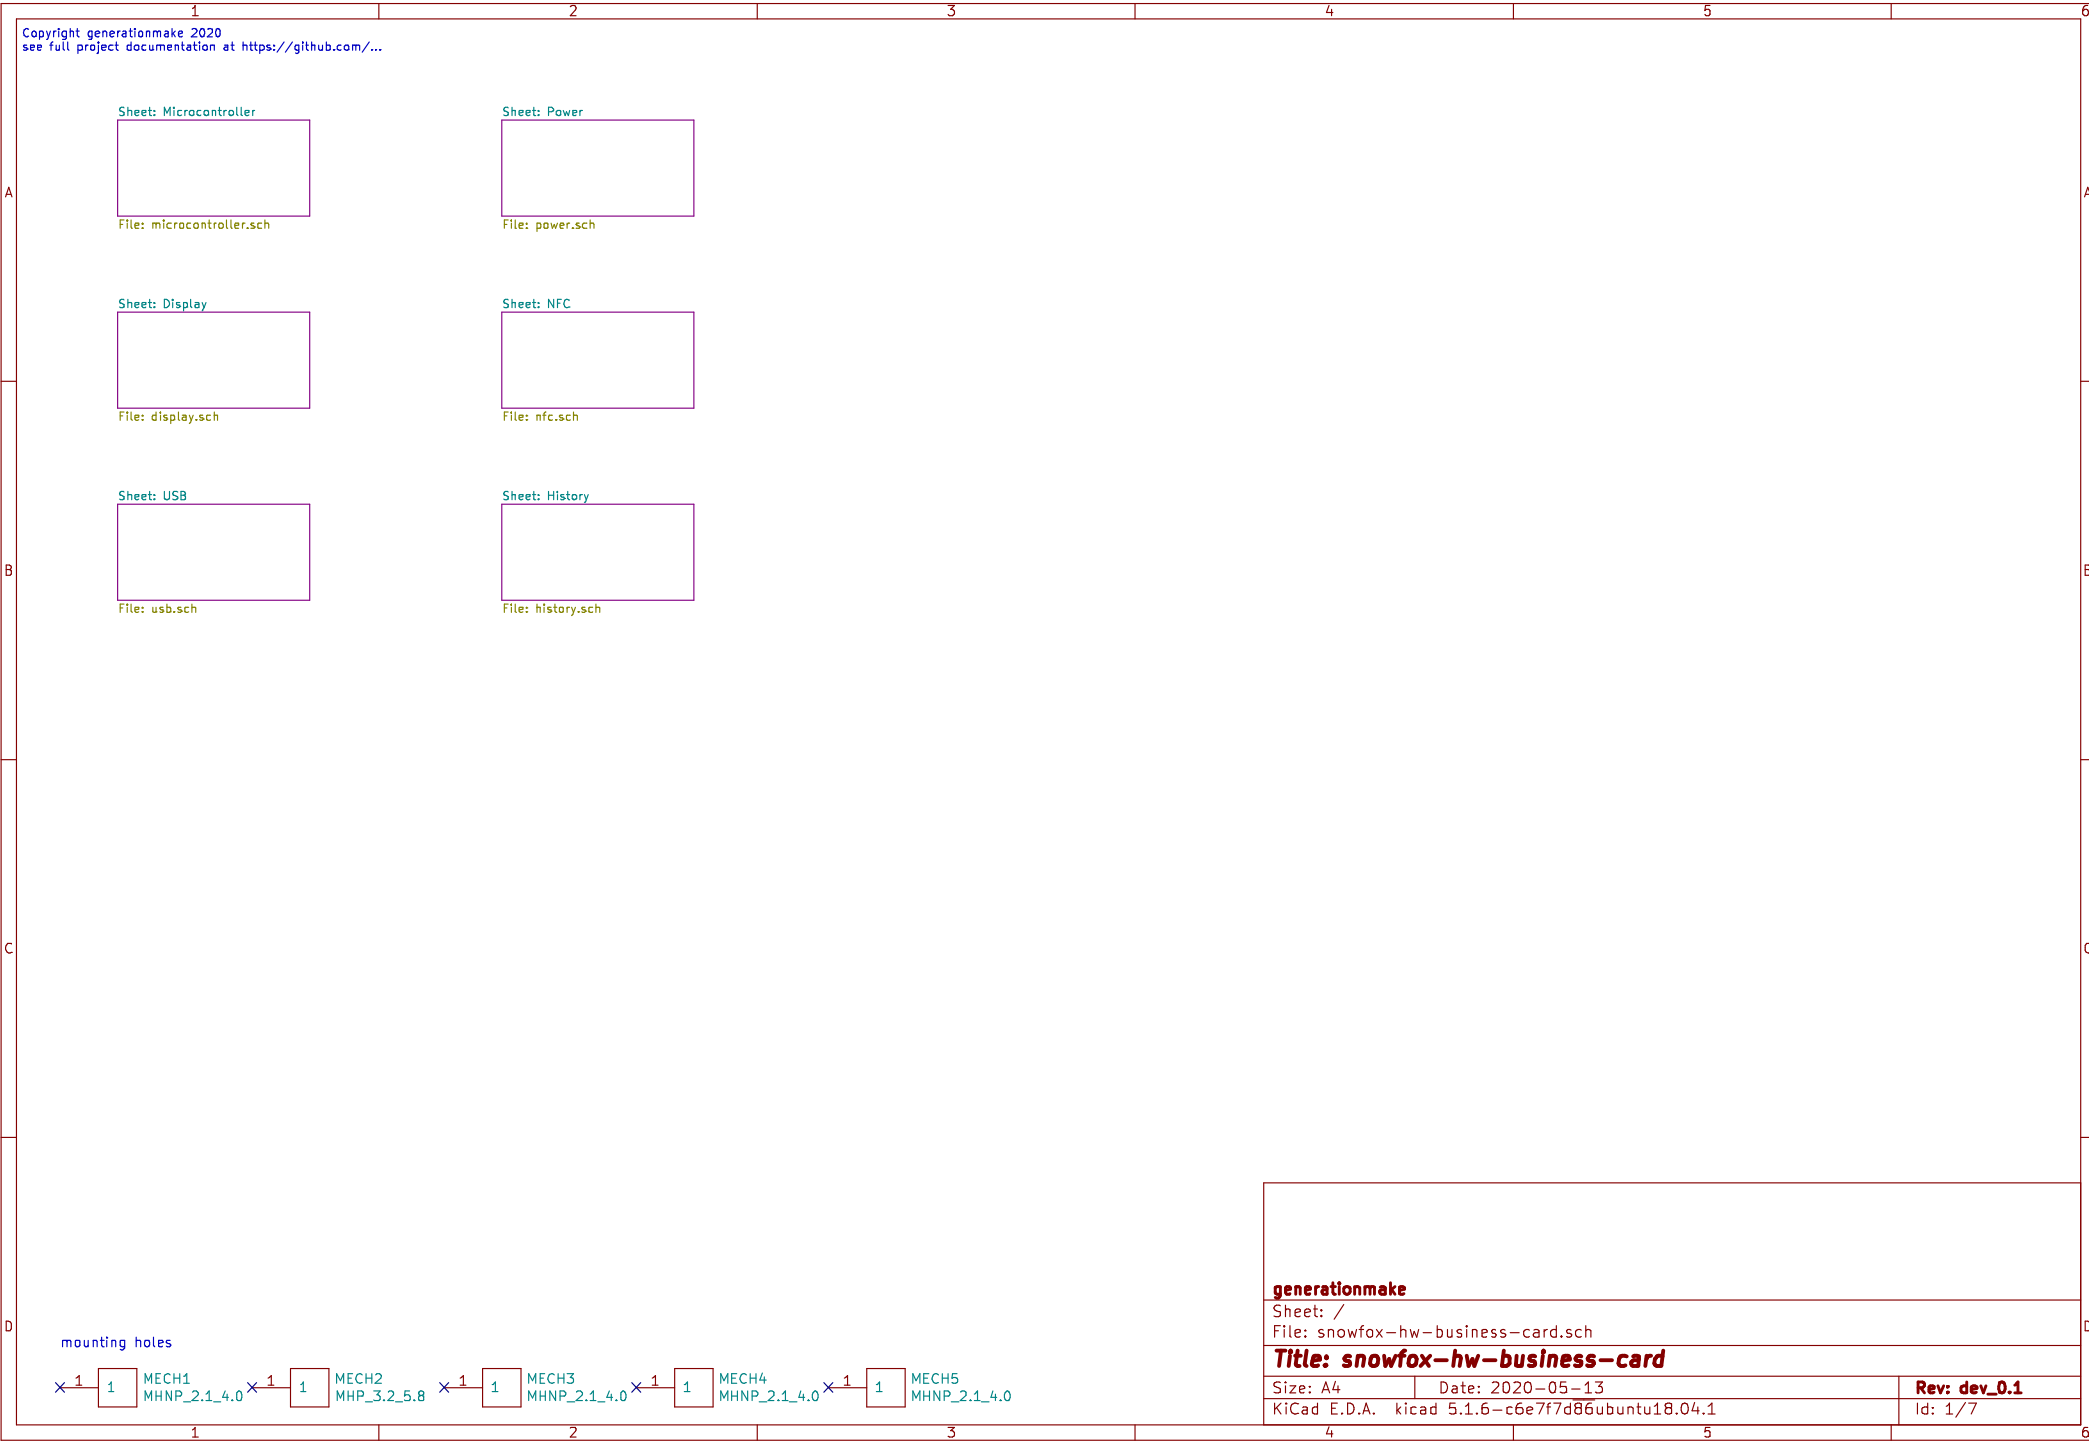 1 2 3 4 5 6
Copyright generationmake 2020
see full project documentation at https://github.com/...
Sheet: Microcontroller
Sheet: Power
A A
File: microcontroller.sch
File: power.sch
Sheet: Display
Sheet: NFC
File: display.sch
File: nfc.sch
Sheet: USB
Sheet: History
B B
File: usb.sch
File: history.sch
C C
generationmake
Sheet: /
D D
File: snowfox-hw-business-card.sch
mounting holes
Title: snowfox-hw-business-card
1 1 MECH1
MHNP_2.1_4.0
1 1 MECH2
MHP_3.2_5.8
1 1 MECH3
MHNP_2.1_4.0
1 1 MECH4
MHNP_2.1_4.0
1 1 MECH5
MHNP_2.1_4.0
Size: A4
Date: 2020-05-13
Rev: dev_0.1
KiCad E.D.A. kicad 5.1.6-c6e7f7d86ubuntu18.04.1
Id: 1/7
1 2 3 4 5 6